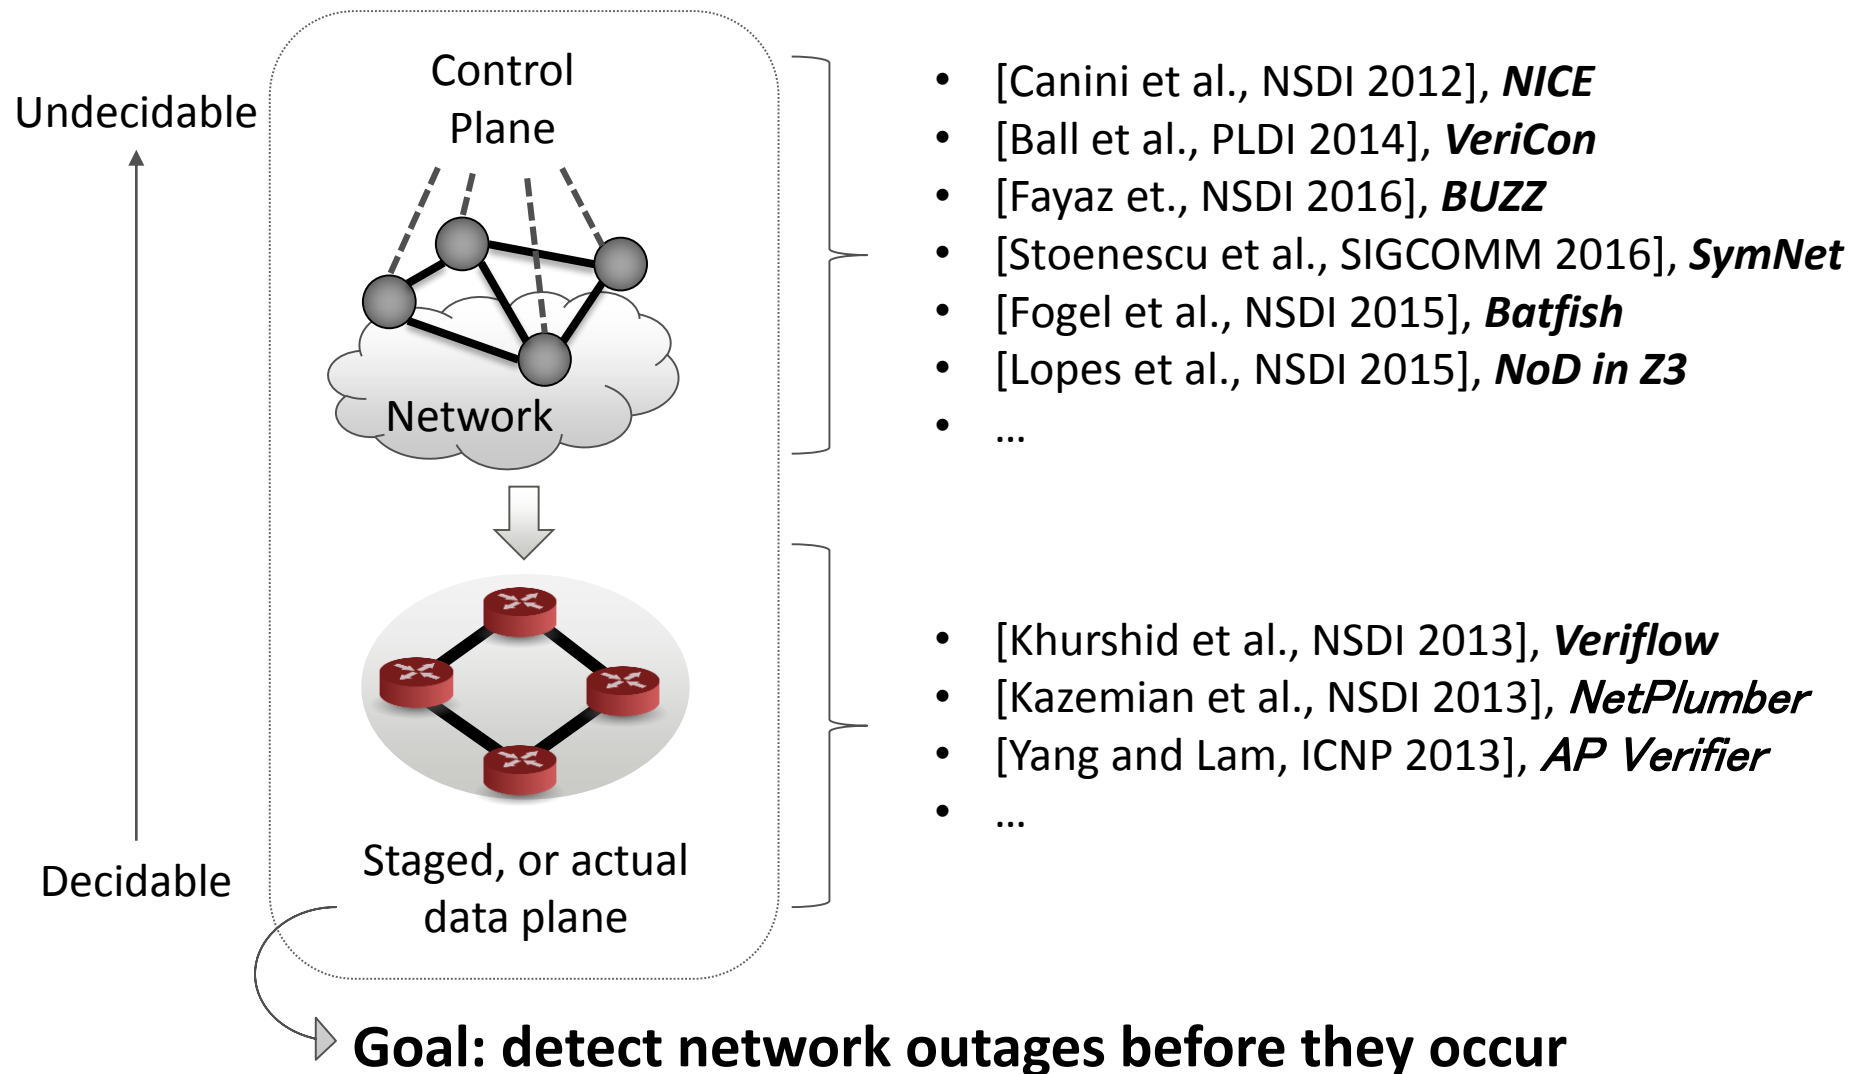 Undecidable
Decidable
Control
Plane
Network
Staged, or actual
data plane
• [Canini et al., NSDI 2012], NICE
• [Ball et al., PLDI 2014], VeriCon
• [Fayaz et., NSDI 2016], BUZZ
• [Stoenescu et al., SIGCOMM 2016], SymNet
• [Fogel et al., NSDI 2015], Batfish
• [Lopes et al., NSDI 2015], NoD in Z3
• …
• [Khurshid et al., NSDI 2013], Veriflow
• [Kazemian et al., NSDI 2013], NetPlumber
• [Yang and Lam, ICNP 2013], AP Verifier
• …
Goal: detect network outages before they occur